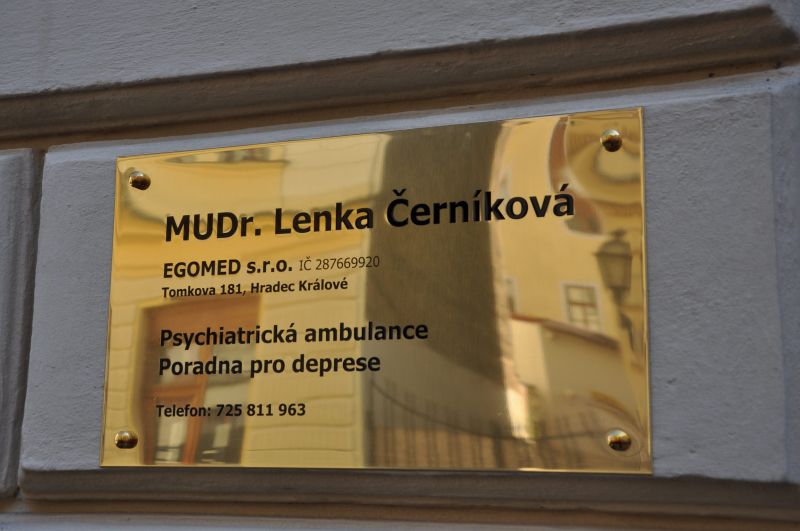 MUDr. Lenka Černíková
EGOMED s.r.o. IČ 287669920
Tomkova 181, Hradec Králové
Psychiatrická ambulance
Poradna pro deprese
Telefon: 725 811 963